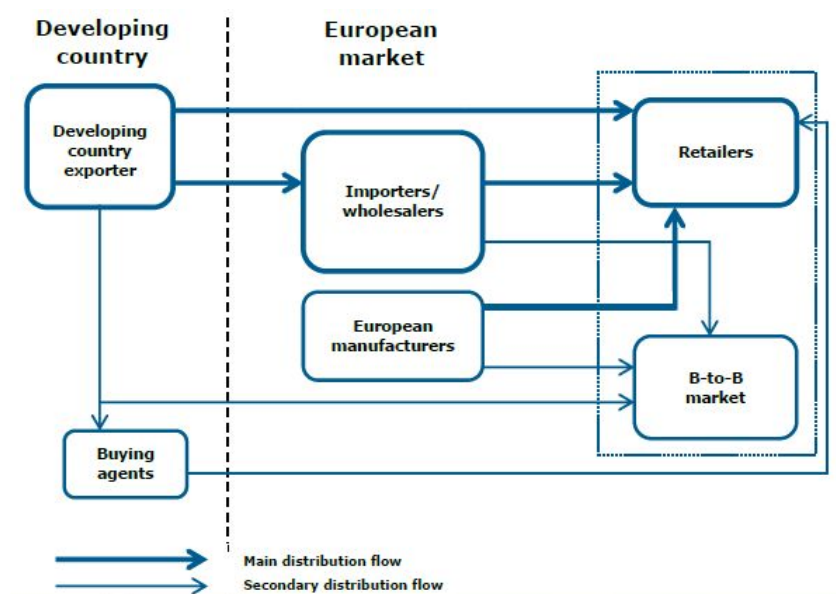 Developing
country
European
market
Developing
country
exporter
Importers/
wholesalers
Retailers
European
manufacturers
B-to-B
market
Buying
agents
Main distribution flow
Secondary distribution flow